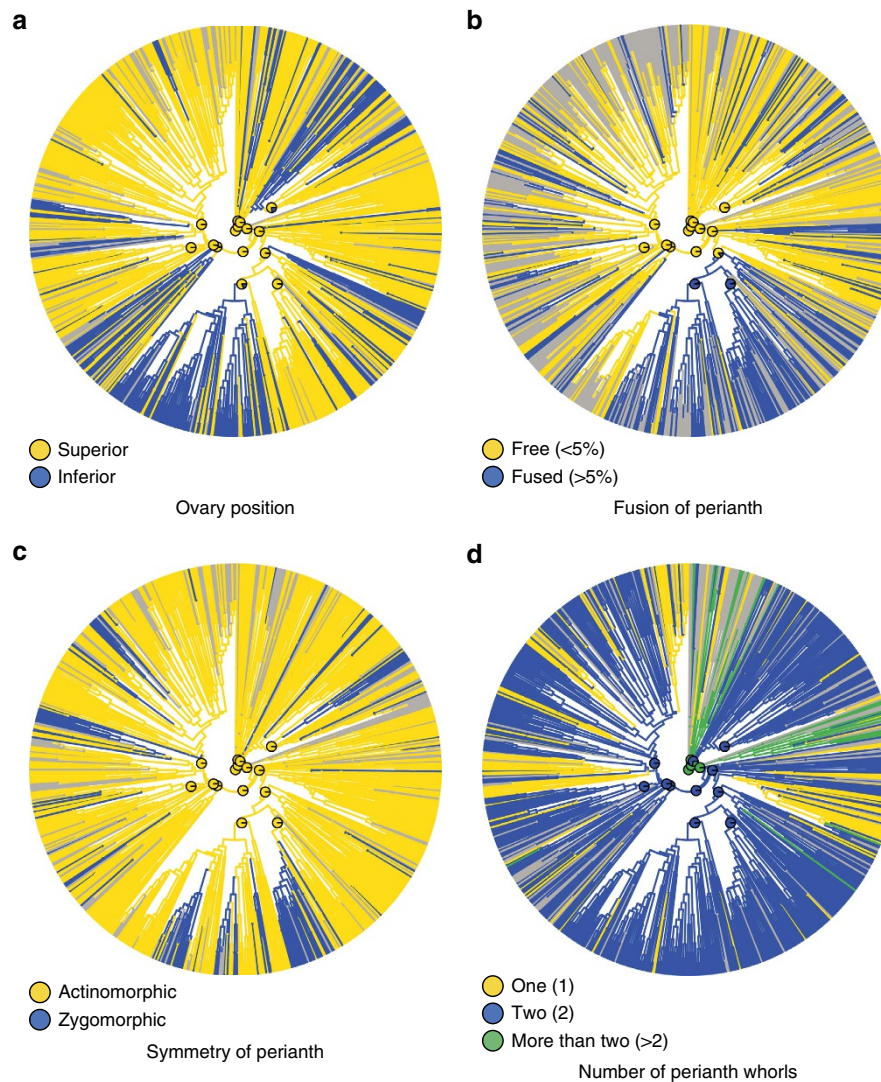 a
b
Superior
Inferior
Ovary position
Free (<5%)
Fused (>5%)
Fusion of perianth
c
d
Actinomorphic
Zygomorphic
Symmetry of perianth
One (1)
Two (2)
More than two (>2)
Number of perianth whorls